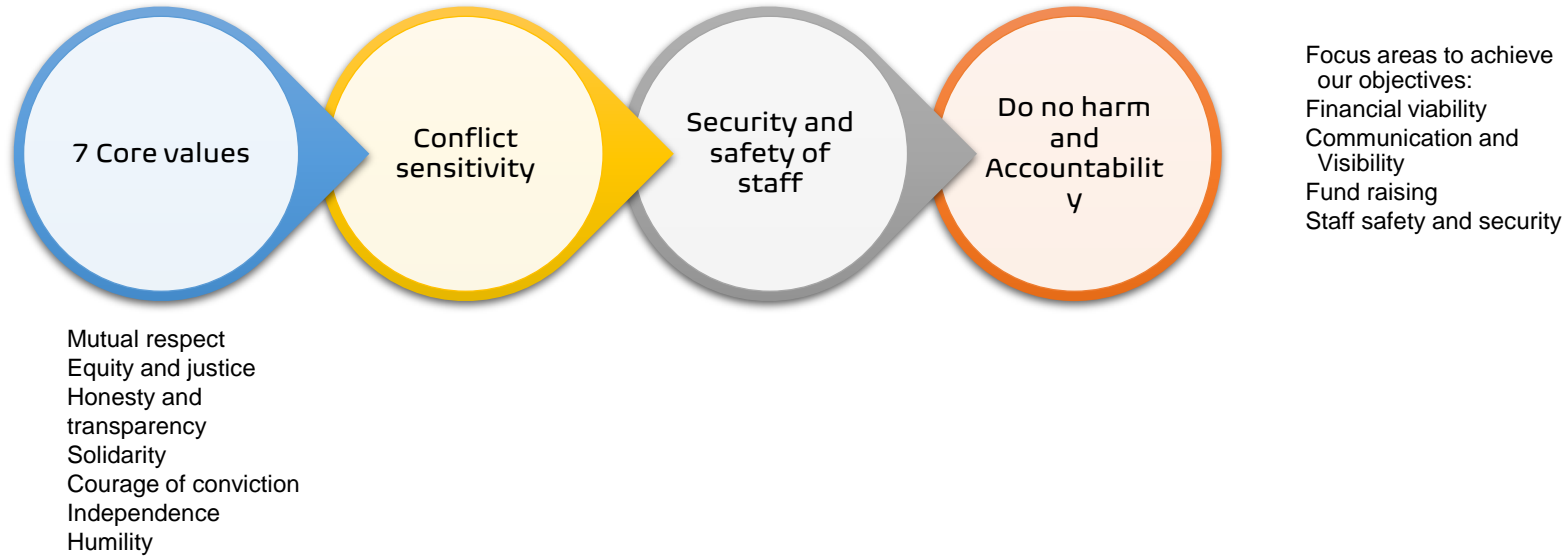 7 Core values
Conflict
sensitivity
Security and
safety of
staff
Do no harm
and
Accountabilit
y
Focus areas to achieve
our objectives:
Financial viability
Communication and
Visibility
Fund raising
Staff safety and security
Mutual respect
Equity and justice
Honesty and
transparency
Solidarity
Courage of conviction
Independence
Humility